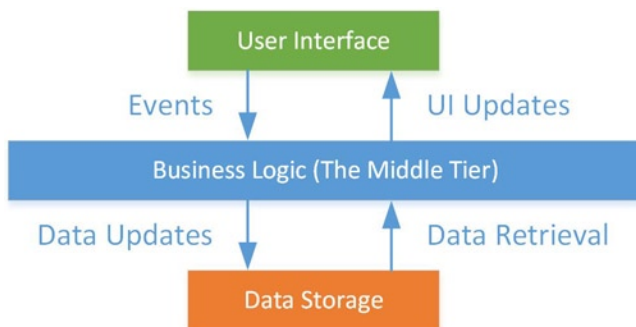 User Interface
Events
UI Updates
Business Logic (The Middle Tier)
Data Updates
Data Retrieval
Data Storage